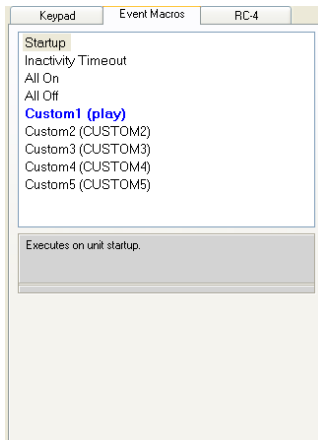 Keypad Event Macros RC-4
Startup
Inactivity Timeout
All On
All Off
Custom1 (play)
Custom2 (CUSTOM2)
Custom3 (CUSTOM3)
Custom4 (CUSTOM4)
Custom5 (CUSTOM5)
Executes on unit startup.